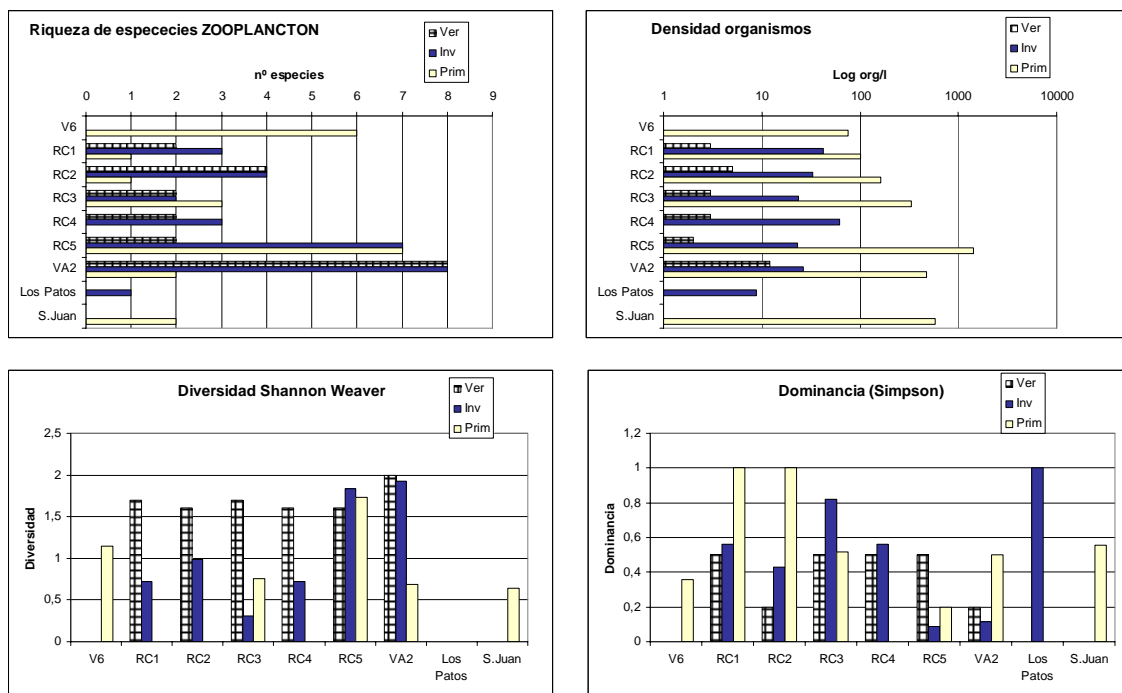 Riqueza de espececies ZOOPLANCTON
Ver
Inv
Prim
nº especies
0 1 2 3 4 5 6 7 8 9
V6
RC1
RC2
RC3
RC4
RC5
VA2
Los Patos
S.Juan
Densidad organismos
Ver
Inv
Prim
Log org/l
1 10 100 1000 10000
V6
RC1
RC2
RC3
RC4
RC5
VA2
Los Patos
S.Juan
Diversidad Shannon Weaver
Ver
Inv
Prim
Diversidad
2,5
2
1,5
1
0,5
0
V6 RC1 RC2 RC3 RC4 RC5 VA2 Los S.Juan
Patos
Dominancia (Simpson)
Ver
Inv
Prim
Dominancia
1,2
1
0,8
0,6
0,4
0,2
0
V6 RC1 RC2 RC3 RC4 RC5 VA2 Los S.Juan
Patos